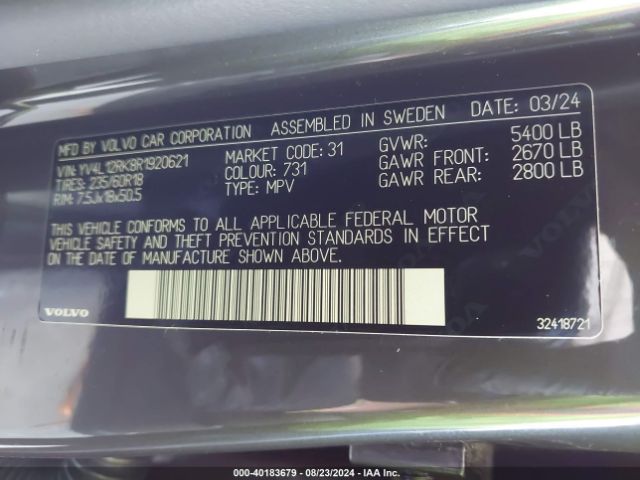 MFD BY VOLVO CAR CORPORATION ASSEMBLED IN SWEDEN DATE: 03/24
VIN: YV4L12RK8R1920621 MARKET CODE: 31 GVWR: 5400 LB
TIRES: 235/60R18 COLOUR: 731 GAWR FRONT: 2670 LB
RIM: 7.5JX18x50.5 TYPE: MPV GAWR REAR: 2800 LB
THIS VEHICLE CONFORMS TO ALL APPLICABLE FEDERAL MOTOR
VEHICLE SAFETY AND THEFT PREVENTION STANDARDS IN EFFECT
ON THE DATE OF MANUFACTURE SHOWN ABOVE.
VOLVO 32418721
000-40183679 - 08/23/2024 - IAA Inc.